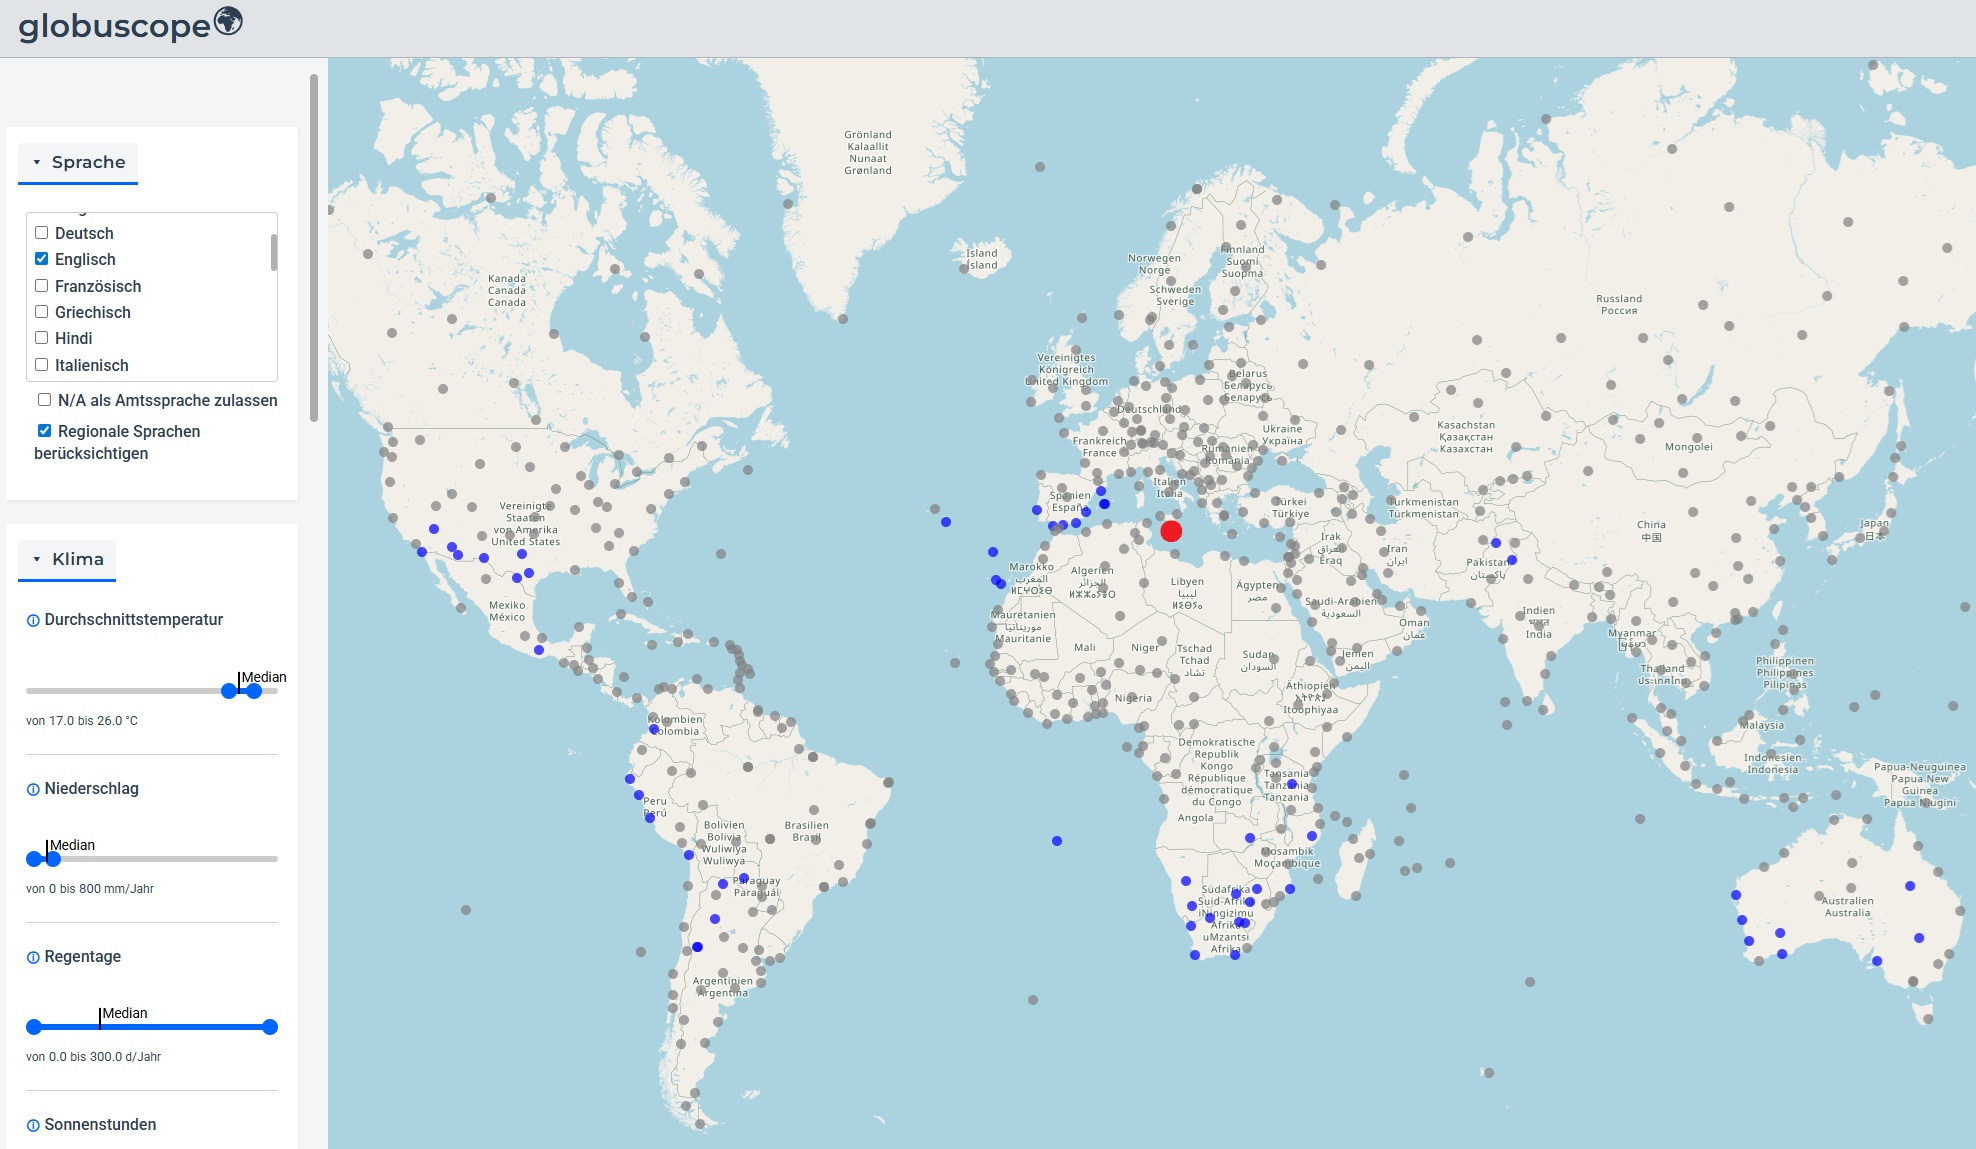 globuscope
Sprache
Deutsch
Englisch
Französisch
Griechisch
Hindi
Italienisch
N/A als Amtssprache zulassen
Regionale Sprachen
berücksichtigen
Klima
Durchschnittstemperatur
Median
von 17.0 bis 26.0 °C
Niederschlag
Median
von 0 bis 800 mm/Jahr
Regentage
Median
von 0.0 bis 300.0 d/Jahr
Sonnenstunden
Grönland
Kalaallit
Nunaat
Grønland
Island
Ísland
Kanada
Canada
Canada
Norwegen
Norge
Schweden
Sverige
Finnland
Suomi
Suopma
Russland
Россия
Vereinigtes
Königreich
United Kingdom
Belarus
Беларусь
Беларусь
Deutschland
Ukraine
Україна
Frankreich
France
Rumänien
România
Kasachstan
Қазақстан
Казахстан
Mongolei
Italien
Italia
Spanien
España
Türkei
Türkiye
Turkmenistan
Türkmenistan
Vereinigte
Staaten
von Amerika
United States
China
中国
Japan
日本
Irak
العراق
Êraq
Iran
ایران
Marokko
المغرب
ⵍⵎⵖⵔⵉⴱ
Algerien
الجزائر
Libyen
ليبيا
Ägypten
مصر
Pakistan
پاکستان
Saudi-Arabien
السعودية
Oman
عمان
Indien
भारत
India
Myanmar
Mexiko
México
Mauretanien
موريتانيا
Mauritanie
Mali
Niger
Tschad
Tchad
تشاد
Sudan
السودان
Jemen
اليمن
Thailand
ประเทศไทย
Philippinen
Philippines
Pilipinas
Nigeria
Äthiopien
Itoophiyaa
Kolumbien
Colombia
Malaysia
Demokratische
Republik
Kongo
République
démocratique
du Congo
Tansania
Tanzania
Tanzania
Indonesien
Indonesia
Papua-Neuguinea
Papua New
Guinea
Papua Niugini
Peru
Perú
Brasilien
Brasil
Angola
Bolivien
Bolivia
Wuliwya
Wuliwya
Mosambik
Moçambique
Paraguay
Paraguái
Südafrika
Suid-Afrika
iNingizimu
Afrika
uMzantsi
Afrika
Australien
Australia
Argentinien
Argentina